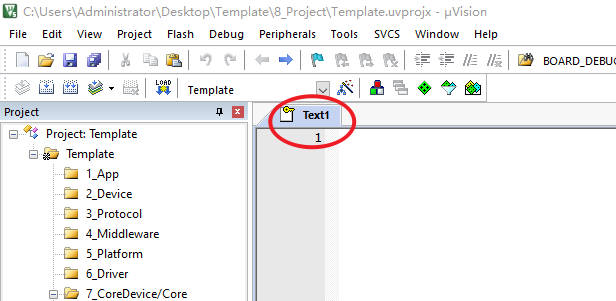 C:\Users\Administrator\Desktop\Template\8_Project\Template.uvprojx - µVision
File Edit View Project Flash Debug Peripherals Tools SVCS Window Help
BOARD_DEBU
LOAD Template
Project
Text1
1
Project: Template
Template
1_App
2_Device
3_Protocol
4_Middleware
5_Platform
6_Driver
7_CoreDevice/Core